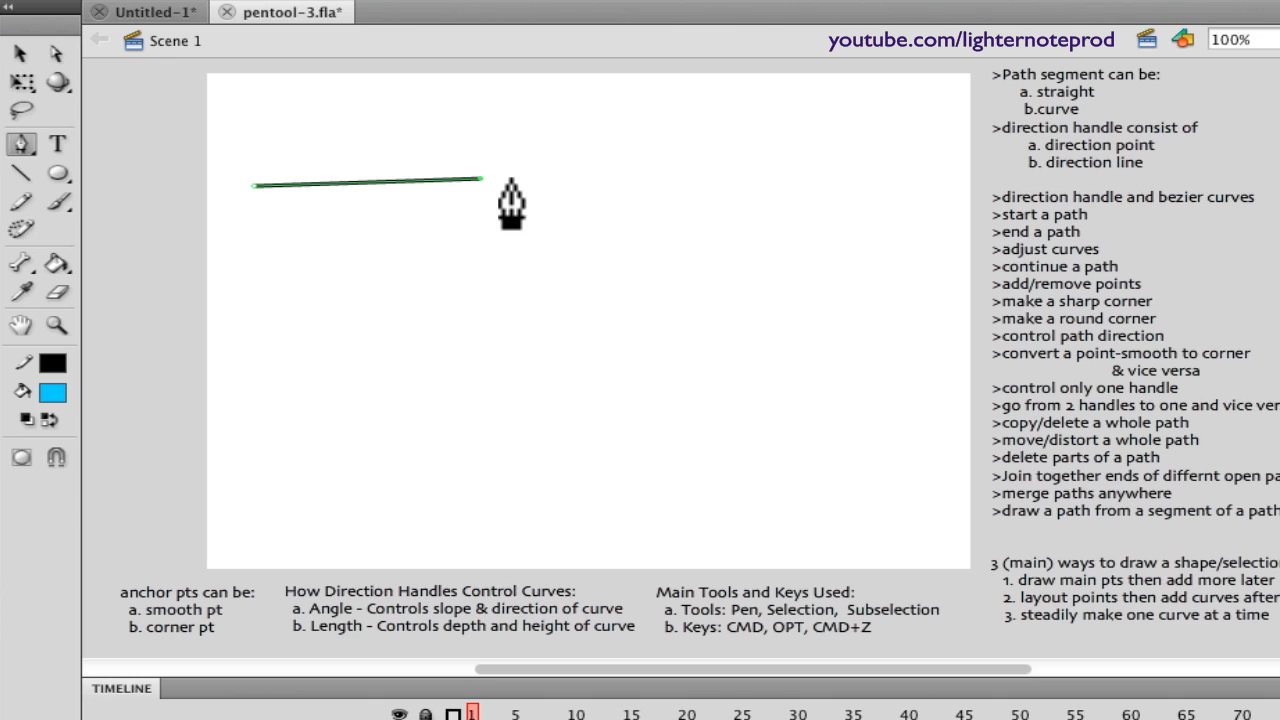 Untitled-1*
pentool-3.fla*
Scene 1
youtube.com/lighternoteprod
100%
T
>Path segment can be:
a. straight
b.curve
>direction handle consist of
a. direction point
b. direction line
>direction handle and bezier curves
>start a path
>end a path
>adjust curves
>continue a path
>add/remove points
>make a sharp corner
>make a round corner
>control path direction
>convert a point-smooth to corner
& vice versa
>control only one handle
>go from 2 handles to one and vice
>copy/delete a whole path
>move/distort a whole path
>delete parts of a path
>Join together ends of differnt open
>merge paths anywhere
>draw a path from a segment of a path
3 (main) ways to draw a
1. draw main pts then add more later
2. layout points then add curves after
3. steadily make one curve at a time
anchor pts can be:
a. smooth pt
b. corner pt
How Direction Handles Control Curves:
a. Angle - Controls slope & direction of curve
b. Length - Controls depth and height of curve
Main Tools and Keys Used:
a. Tools: Pen, Selection,  Subselection
b. Keys: CMD, OPT, CMD+Z
TIMELINE
1 5 10 15 20 25 30 35 40 45 50 55 60 65 70